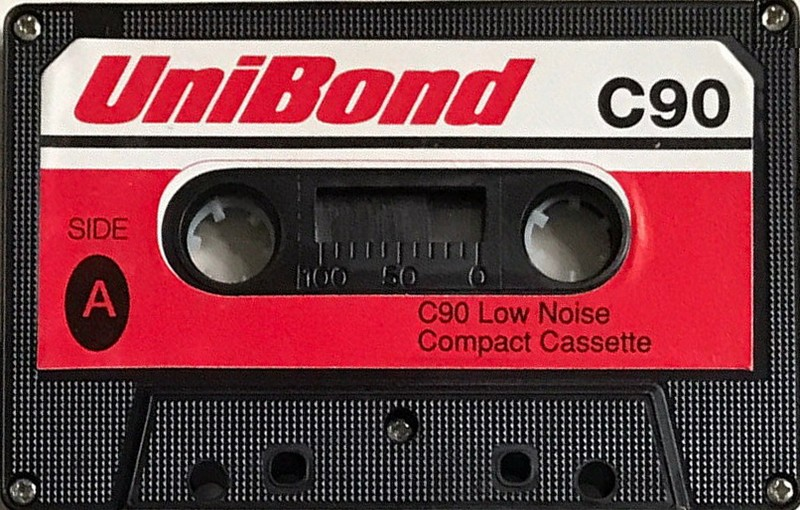 UniBond C90
SIDE
A
100 50 0
C90 Low Noise
Compact Cassette